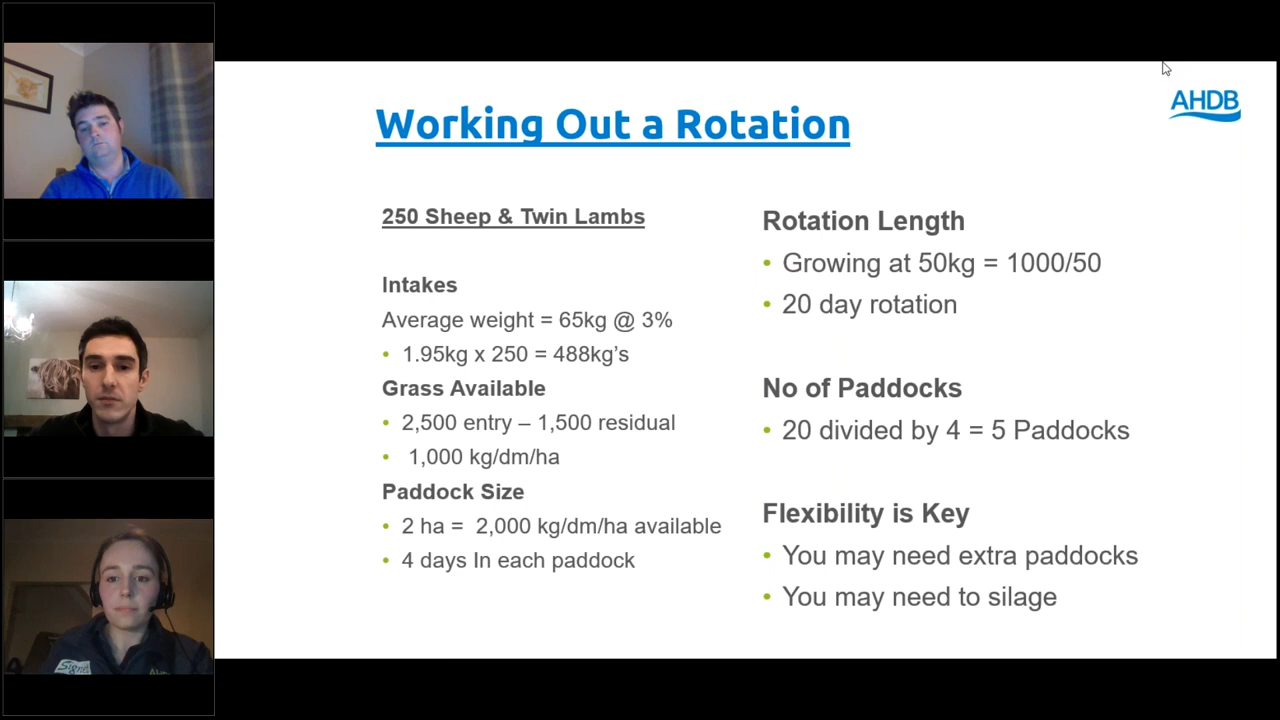 Working Out a Rotation
AHDB
250 Sheep & Twin Lambs
Intakes
Average weight = 65kg @ 3%
• 1.95kg x 250 = 488kg's
Grass Available
• 2,500 entry – 1,500 residual
• 1,000 kg/dm/ha
Paddock Size
• 2 ha = 2,000 kg/dm/ha available
• 4 days In each paddock
Rotation Length
• Growing at 50kg = 1000/50
• 20 day rotation
No of Paddocks
• 20 divided by 4 = 5 Paddocks
Flexibility is Key
• You may need extra paddocks
• You may need to silage
Signet